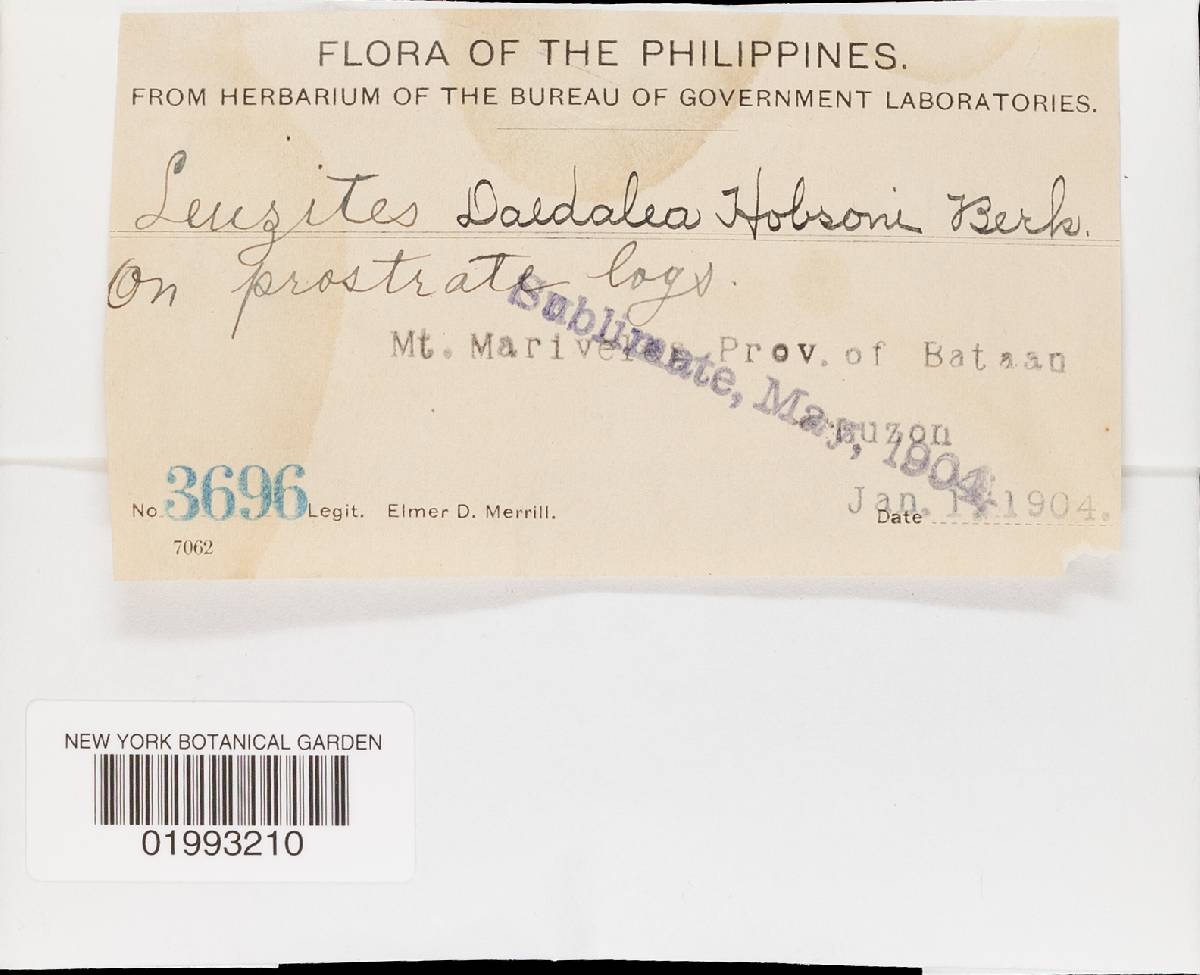 FLORA OF THE PHILIPPINES.
FROM HERBARIUM OF THE BUREAU OF GOVERNMENT LABORATORIES.
Lenzites Daedalea Hobsoni Berk.
On prostrate logs.
Sublimate, May, 1904
Mt. Mariveles Prov. of Bataan
Luzon
Jan. 1904.
No. 3696 Legit. Elmer D. Merrill. Date
7062
NEW YORK BOTANICAL GARDEN
01993210